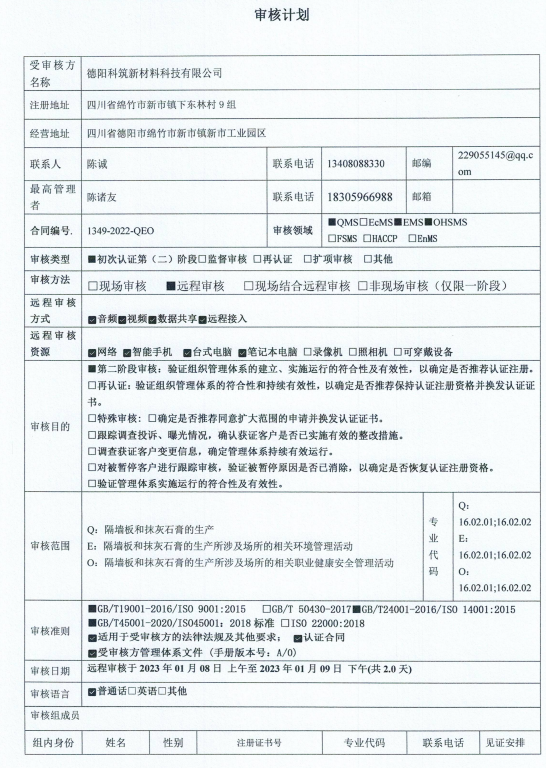 审核计划
受审核方
名称
德阳科筑新材料科技有限公司
注册地址
四川省绵竹市新市镇下东林村 9 组
经营地址
四川省德阳市绵竹市新市镇新市工业园区
联系人
陈诚
联系电话
13408088330
邮编
229055145@qq.c
om
最高管理
者
陈诸友
联系电话
18305966988
邮箱
合同编号.
1349-2022-QEO
审核领域
■QMS□EcMS■EMS■OHSMS
□FSMS □HACCP □EnMS
审核类型
■初次认证第（二）阶段□监督审核 □再认证 □扩项审核 □其他
审核方法
□现场审核 ■远程审核 □现场结合远程审核 □非现场审核（仅限一阶段）
远程审核
方式
☑音频☑视频☑数据共享☑远程接入
远程审核
资源
☑网络 ☑智能手机 ☑台式电脑 ☑笔记本电脑 □录像机 □照相机 □可穿戴设备
审核目的
■第二阶段审核：验证组织管理体系的建立、实施运行的符合性及有效性，以确定是否推荐认证注册。
□再认证：验证组织管理体系的符合性和持续有效性，以确定是否推荐保持认证注册资格并换发认证证
书。
□特殊审核：□确定是否推荐同意扩大范围的申请并换发认证证书。
□跟踪调查投诉、曝光情况，确认获证客户是否已实施有效的整改措施。
□调查获证客户变更信息，确定管理体系持续有效运行。
□对被暂停客户进行跟踪审核，验证被暂停原因是否已消除，以确定是否恢复认证注册资格。
□验证管理体系实施运行的符合性及有效性。
审核范围
Q：隔墙板和抹灰石膏的生产
E：隔墙板和抹灰石膏的生产所涉及场所的相关环境管理活动
O：隔墙板和抹灰石膏的生产所涉及场所的相关职业健康安全管理活动
专
业
代
码
Q：
16.02.01;16.02.02
E：
16.02.01;16.02.02
O：
16.02.01;16.02.02
审核准则
■GB/T19001-2016/ISO 9001:2015 □GB/T 50430-2017■GB/T24001-2016/ISO 14001:2015
■GB/T45001-2020/ISO45001：2018 标准 □ISO 22000:2018
☑适用于受审核方的法律法规及其他要求； ☑认证合同
☑受审核方管理体系文件（手册版本号：A/0）
审核日期
远程审核于 2023 年 01 月 08 日 上午至 2023 年 01 月 09 日 下午(共 2.0 天)
审核语言
☑普通话□英语□其他
审核组成员
组内身份
姓名
性别
注册证书号
专业代码
联系电话
见证安排